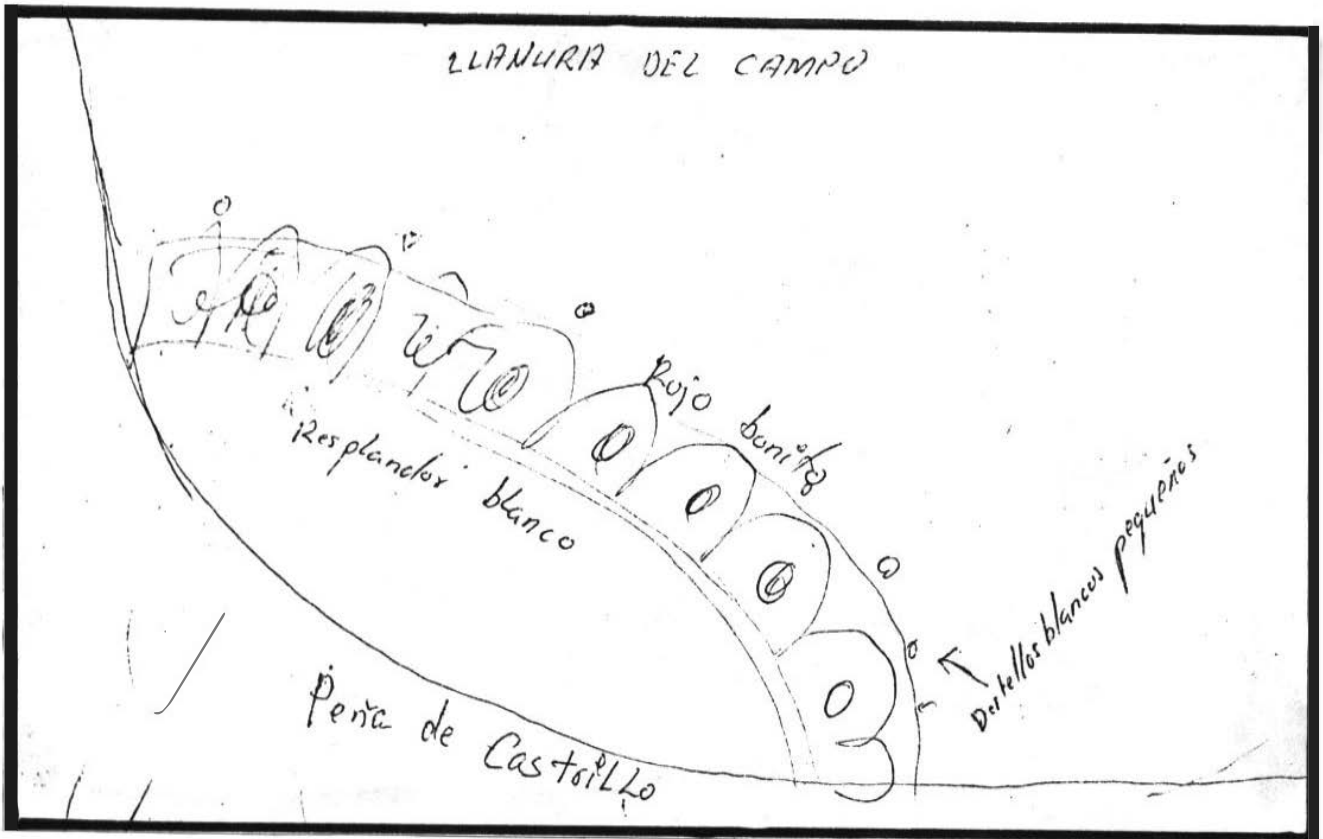 LLANURA DEL CAMPO
Rojo bonito
Resplandor blanco
Destellos blancos pequeños
Peña de Castrillo